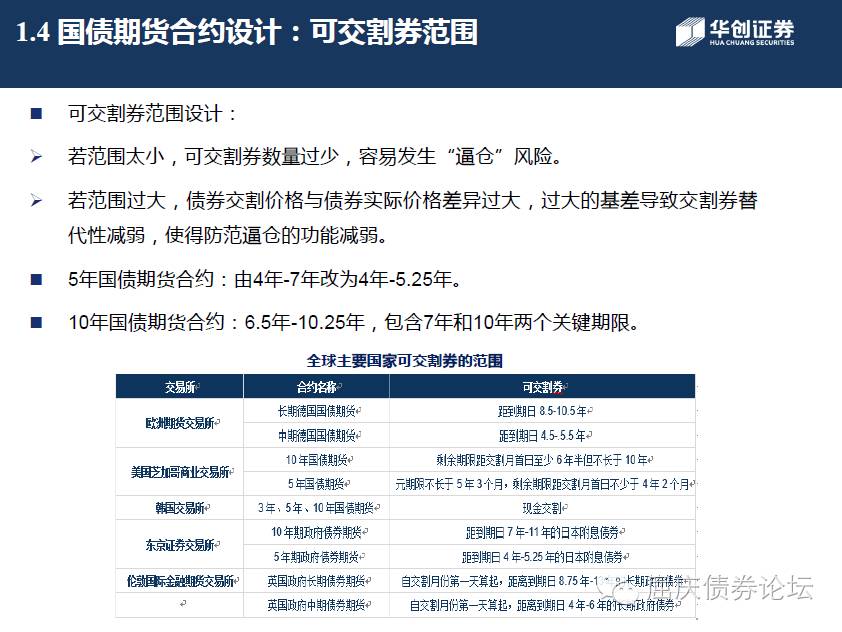 1.4 国债期货合约设计：可交割券范围
华创证券
HUA CHUANG SECURITIES
可交割券范围设计：
若范围太小，可交割券数量过少，容易发生“逼仓”风险。
若范围过大，债券交割价格与债券实际价格差异过大，过大的基差导致交割券替
代性减弱，使得防范逼仓的功能减弱。
5年国债期货合约：由4年-7年改为4年-5.25年。
10年国债期货合约：6.5年-10.25年，包含7年和10年两个关键期限。
全球主要国家可交割券的范围
交易所 合约名称 可交割券
欧洲期货交易所 长期德国国债期货 距到期日 8.5-10.5 年
中期德国国债期货 距到期日 4.5-.5.5 年
美国芝加哥商业交易所 10 年国债期货 剩余期限距交割月首日至少 6 年半但不长于 10 年
5 年国债期货 元期限不长于 5 年 3 个月，剩余期限距交割月首日不少于 4 年 2 个月
韩国交易所 3 年、5 年、10 年国债期货 现金交割
东京证券交易所 10 年期政府债券期货 距到期日 7 年-11 年的日本附息债券
5 年期政府债券期货 距到期日 4 年-5.25 年的日本附息债券
伦敦国际金融期货交易所 英国政府长期债券期货 自交割月份第一天算起，距离到期日 8.75 年- 长期政府债券
英国政府中期债券期货 自交割月份第一天算起，距离到期日 4 年-6 年的长期政府债券
屈庆债券论坛